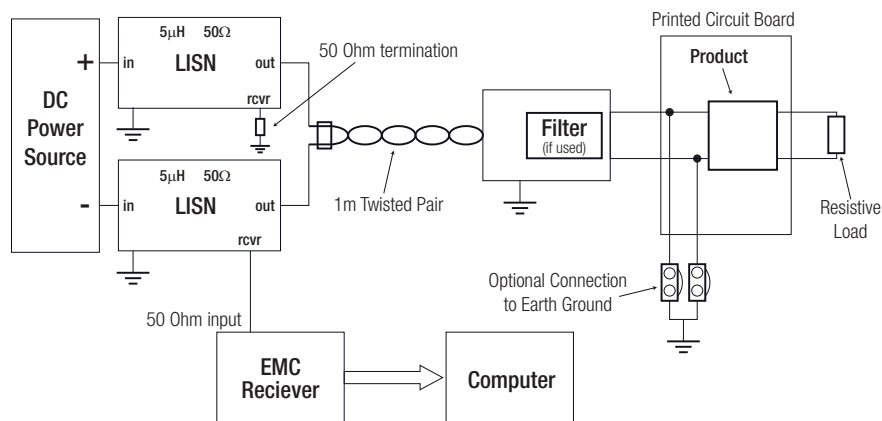 Printed Circuit Board
5µH 50Ω
LISN
in
out
rcvr
50 Ohm termination
Product
+
DC
Power
Source
-
Filter
(if used)
5µH 50Ω
LISN
in
out
rcvr
1m Twisted Pair
Resistive
Load
Optional Connection
to Earth Ground
50 Ohm input
EMC
Reciever
Computer